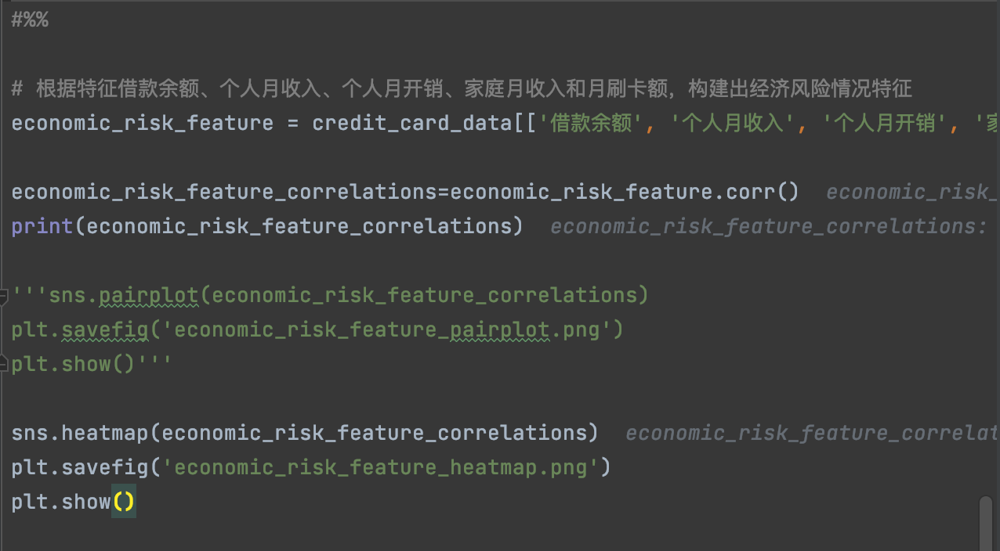 #%%
# 根据特征借款余额、个人月收入、个人月开销、家庭月收入和月刷卡额，构建出经济风险情况特征
economic_risk_feature = credit_card_data[['借款余额', '个人月收入', '个人月开销', '家
economic_risk_feature_correlations=economic_risk_feature.corr() economic_risk_
print(economic_risk_feature_correlations) economic_risk_feature_correlations:
'''sns.pairplot(economic_risk_feature_correlations)
plt.savefig('economic_risk_feature_pairplot.png')
plt.show()'''
sns.heatmap(economic_risk_feature_correlations) economic_risk_feature_correlat
plt.savefig('economic_risk_feature_heatmap.png')
plt.show()